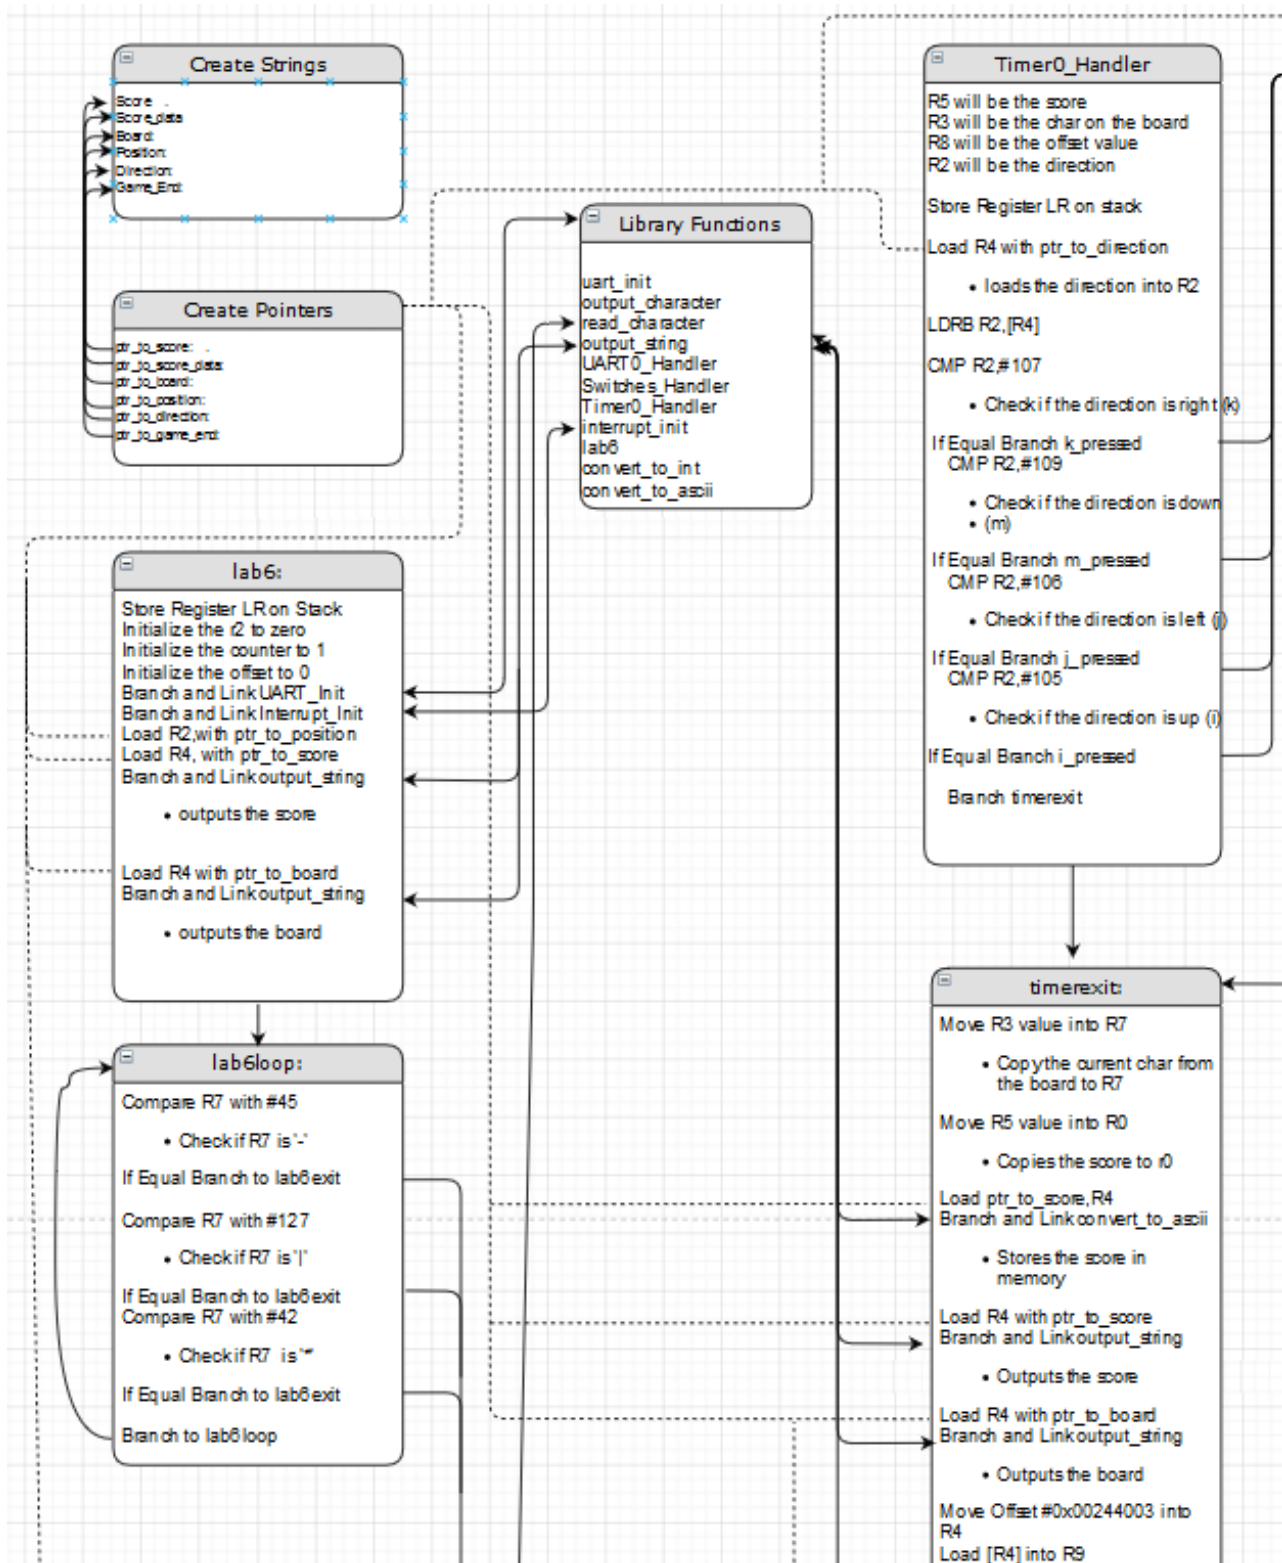 Create Strings
Score .
Score_data
Board:
Position:
Direction:
Game_End:
Create Pointers
ptr_to_score: .
ptr_to_score_data:
ptr_to_board:
ptr_to_position:
ptr_to_direction:
ptr_to_game_end:
Library Functions
uart_init
output_character
read_character
output_string
UART0_Handler
Switches_Handler
Timer0_Handler
interrupt_init
lab6
convert_to_int
convert_to_ascii
lab6:
Store Register LR on Stack
Initialize the r2 to zero
Initialize the counter to 1
Initialize the offset to 0
Branch and Link UART_Init
Branch and Link Interrupt_Init
Load R2,with ptr_to_position
Load R4, with ptr_to_score
Branch and Link output_string
• outputs the score
Load R4 with ptr_to_board
Branch and Link output_string
• outputs the board
lab6loop:
Compare R7 with #45
• Check if R7 is '-'
If Equal Branch to lab6exit
Compare R7 with #127
• Check if R7 is '|'
If Equal Branch to lab6exit
Compare R7 with #42
• Check if R7 is '*'
If Equal Branch to lab6exit
Branch to lab6loop
Timer0_Handler
R5 will be the score
R3 will be the char on the board
R8 will be the offset value
R2 will be the direction
Store Register LR on stack
Load R4 with ptr_to_direction
• loads the direction into R2
LDRB R2,[R4]
CMP R2,#107
• Check if the direction is right (k)
If Equal Branch k_pressed
CMP R2,#109
• Check if the direction is down
• (m)
If Equal Branch m_pressed
CMP R2,#106
• Check if the direction is left (j)
If Equal Branch j_pressed
CMP R2,#105
• Check if the direction is up (i)
If Equal Branch i_pressed
Branch timerexit
timerexit:
Move R3 value into R7
• Copy the current char from
the board to R7
Move R5 value into R0
• Copies the score to r0
Load ptr_to_score,R4
Branch and Link convert_to_ascii
• Stores the score in
memory
Load R4 with ptr_to_score
Branch and Link output_string
• Outputs the score
Load R4 with ptr_to_board
Branch and Link output_string
• Outputs the board
Move Offset #0x00244003 into
R4
Load [R4] into R9